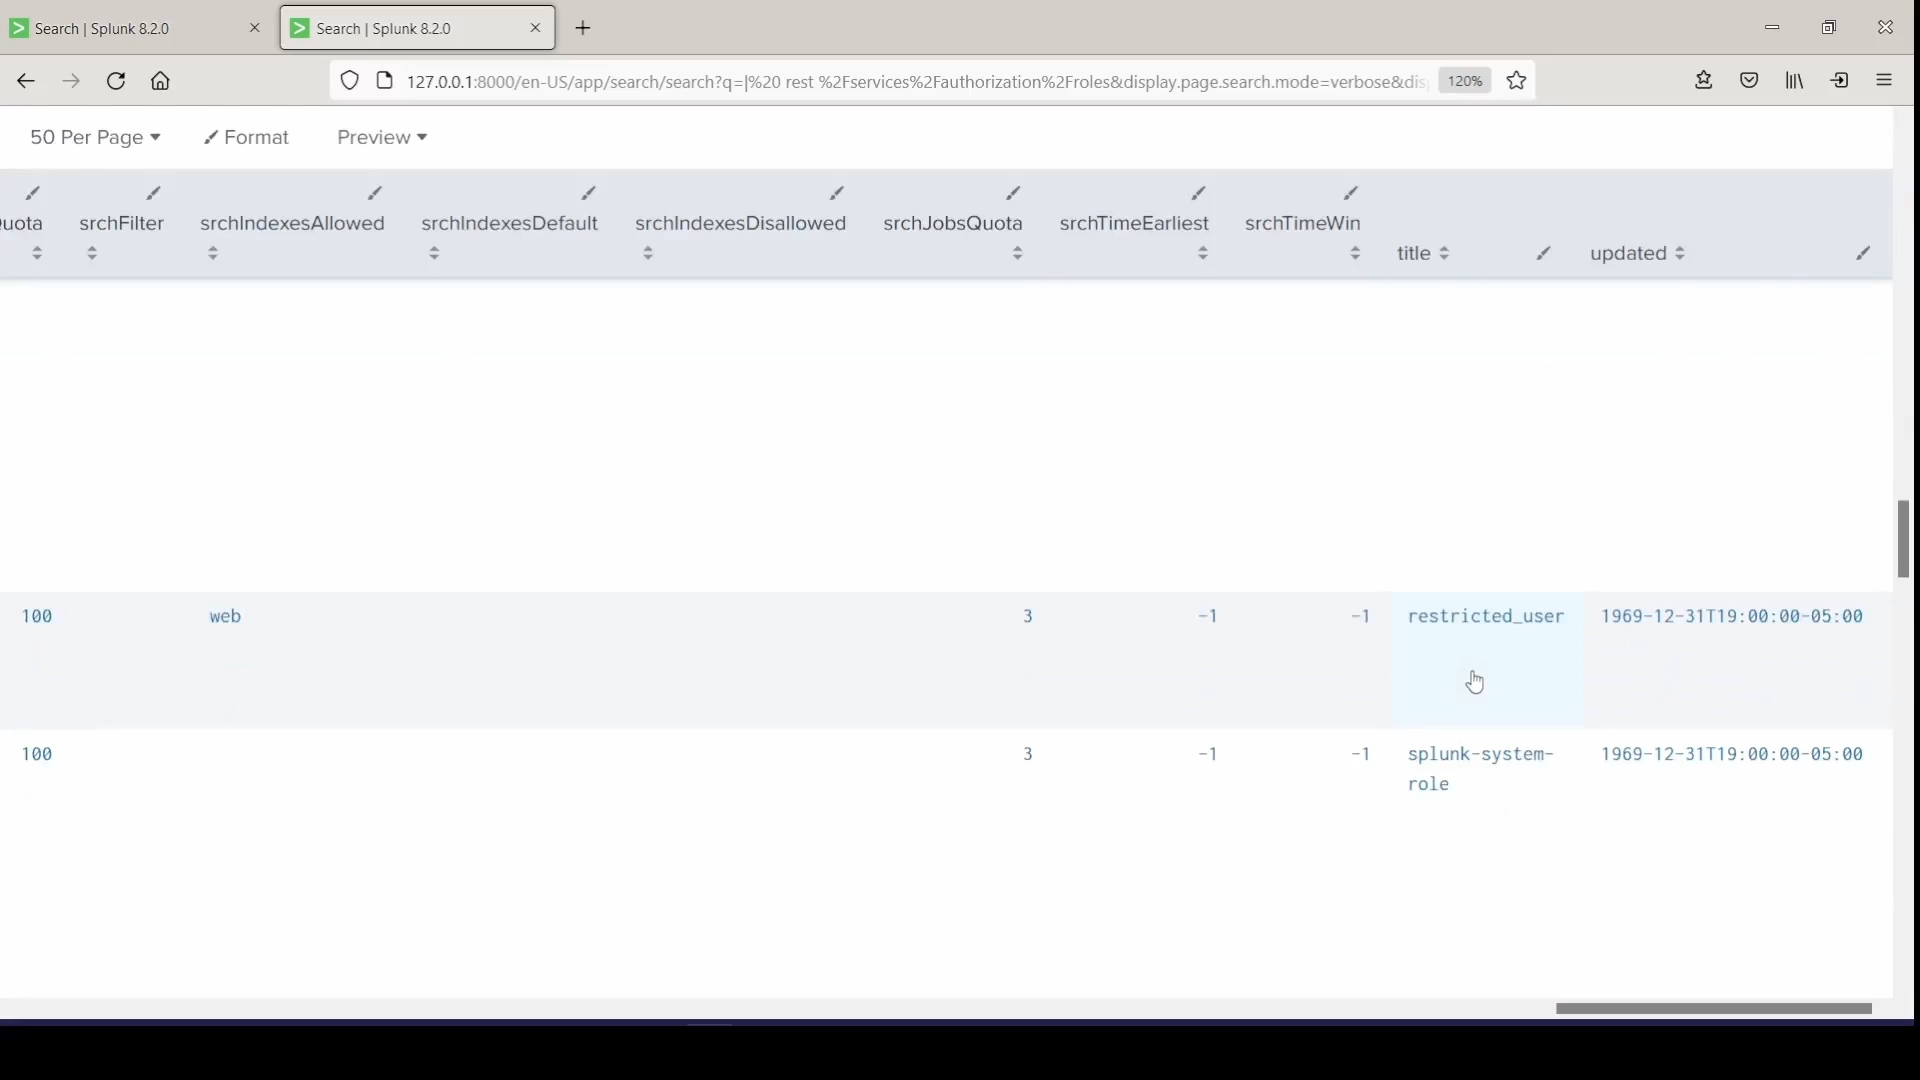 Search | Splunk 8.2.0
Search | Splunk 8.2.0
127.0.0.1:8000/en-US/app/search/search?q=|%20 rest %2Fservices%2Fauthorization%2Froles&display.page.search.mode=verbose&dis
120%
50 Per Page
Format
Preview
uota
srchFilter
srchIndexesAllowed
srchIndexesDefault
srchIndexesDisallowed
srchJobsQuota
srchTimeEarliest
srchTimeWin
title
updated
100 web 3 -1 -1 restricted_user 1969-12-31T19:00:00-05:00
100 3 -1 -1 splunk-system- 1969-12-31T19:00:00-05:00
role